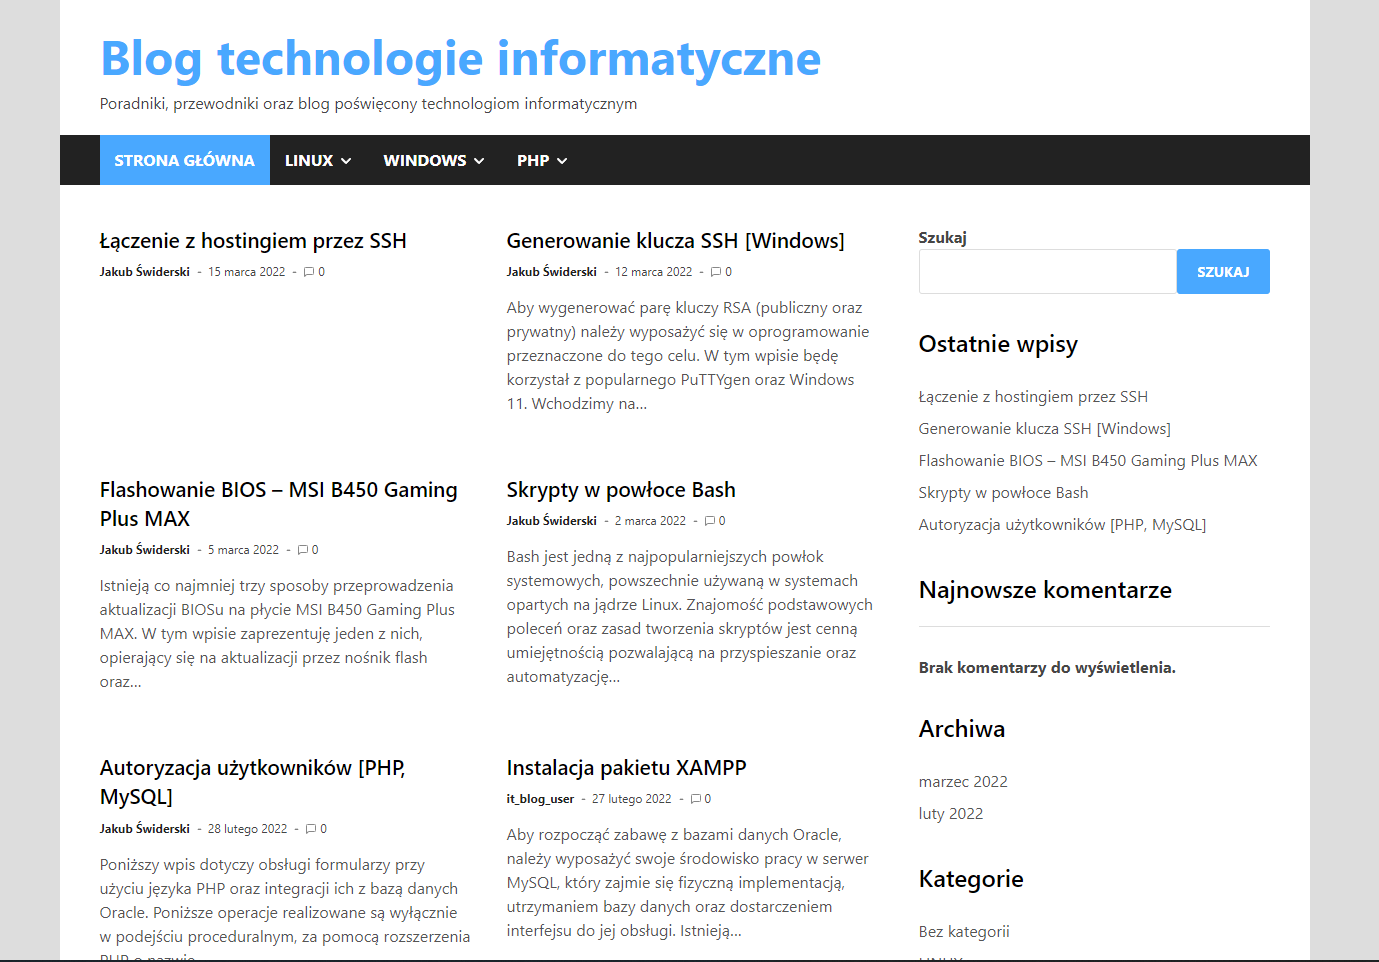 Blog technologie informatyczne
Poradniki, przewodniki oraz blog poświęcony technologiom informatycznym
STRONA GŁÓWNA LINUX WINDOWS PHP
Łączenie z hostingiem przez SSH
Jakub Świderski - 15 marca 2022 - 0
Generowanie klucza SSH [Windows]
Jakub Świderski - 12 marca 2022 - 0
Aby wygenerować parę kluczy RSA (publiczny oraz
prywatny) należy wyposażyć się w oprogramowanie
przeznaczone do tego celu. W tym wpisie będę
korzystał z popularnego PuTTYgen oraz Windows
11. Wchodzimy na...
Flashowanie BIOS – MSI B450 Gaming
Plus MAX
Jakub Świderski - 5 marca 2022 - 0
Istnieją co najmniej trzy sposoby przeprowadzenia
aktualizacji BIOSu na płycie MSI B450 Gaming Plus
MAX. W tym wpisie zaprezentuję jeden z nich,
opierający się na aktualizacji przez nośnik flash
oraz...
Skrypty w powłoce Bash
Jakub Świderski - 2 marca 2022 - 0
Bash jest jedną z najpopularniejszych powłok
systemowych, powszechnie używaną w systemach
opartych na jądrze Linux. Znajomość podstawowych
poleceń oraz zasad tworzenia skryptów jest cenną
umiejętnością pozwalającą na przyspieszanie oraz
automatyzację...
Autoryzacja użytkowników [PHP,
MySQL]
Jakub Świderski - 28 lutego 2022 - 0
Poniższy wpis dotyczy obsługi formularzy przy
użyciu języka PHP oraz integracji ich z bazą danych
Oracle. Poniższe operacje realizowane są wyłącznie
w podejściu proceduralnym, za pomocą rozszerzenia
PHP o nazwie
Instalacja pakietu XAMPP
it_blog_user - 27 lutego 2022 - 0
Aby rozpocząć zabawę z bazami danych Oracle,
należy wyposażyć swoje środowisko pracy w serwer
MySQL, który zajmie się fizyczną implementacją,
utrzymaniem bazy danych oraz dostarczeniem
interfejsu do jej obsługi. Istnieją...
Szukaj
SZUKAJ
Ostatnie wpisy
Łączenie z hostingiem przez SSH
Generowanie klucza SSH [Windows]
Flashowanie BIOS – MSI B450 Gaming Plus MAX
Skrypty w powłoce Bash
Autoryzacja użytkowników [PHP, MySQL]
Najnowsze komentarze
Brak komentarzy do wyświetlenia.
Archiwa
marzec 2022
luty 2022
Kategorie
Bez kategorii
LINUX